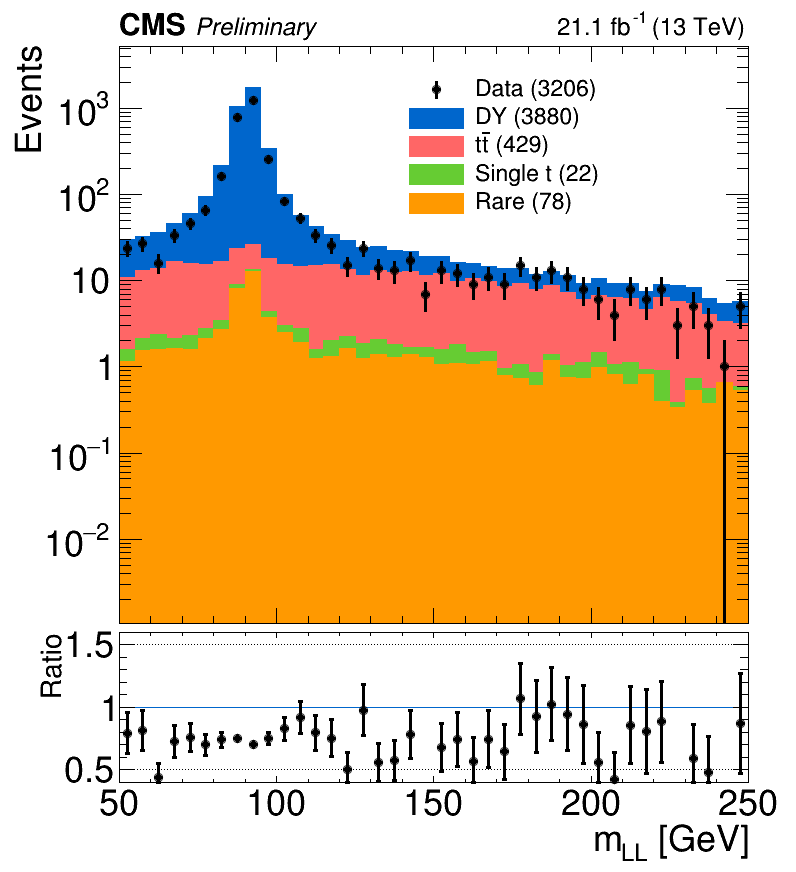 CMS Preliminary 21.1 fb⁻¹ (13 TeV)
Events
10³
10²
10
1
10⁻¹
10⁻²
Data (3206)
DY (3880)
tt̅ (429)
Single t (22)
Rare (78)
Ratio
1.5
1
0.5
50 100 150 200 250
m_LL [GeV]